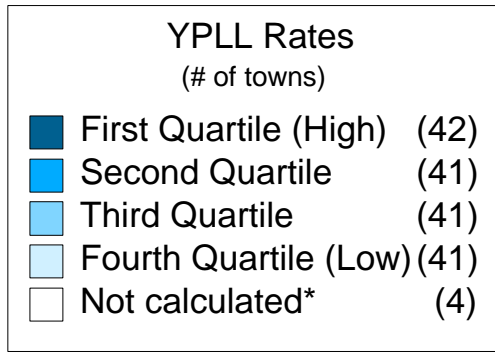 YPLL Rates
(# of towns)
First Quartile (High) (42)
Second Quartile (41)
Third Quartile (41)
Fourth Quartile (Low) (41)
Not calculated* (4)